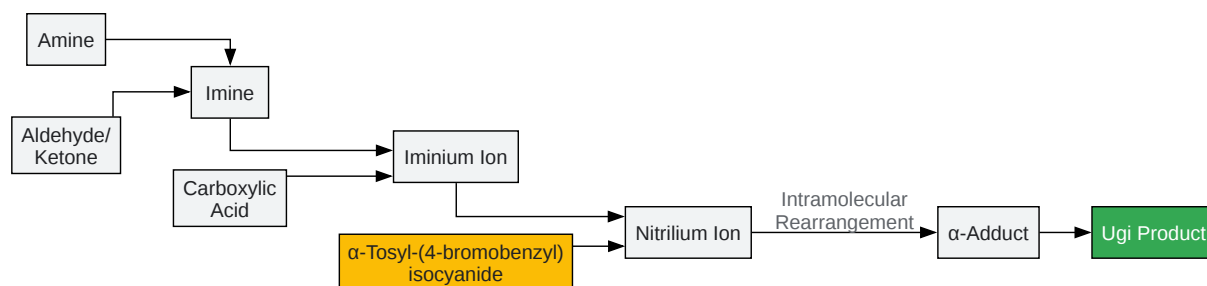 Amine
Imine
Aldehyde/
Ketone
Iminium Ion
Carboxylic
Acid
Intramolecular
Rearrangement
Nitrilium Ion
α-Adduct
Ugi Product
α-Tosyl-(4-bromobenzyl)
isocyanide